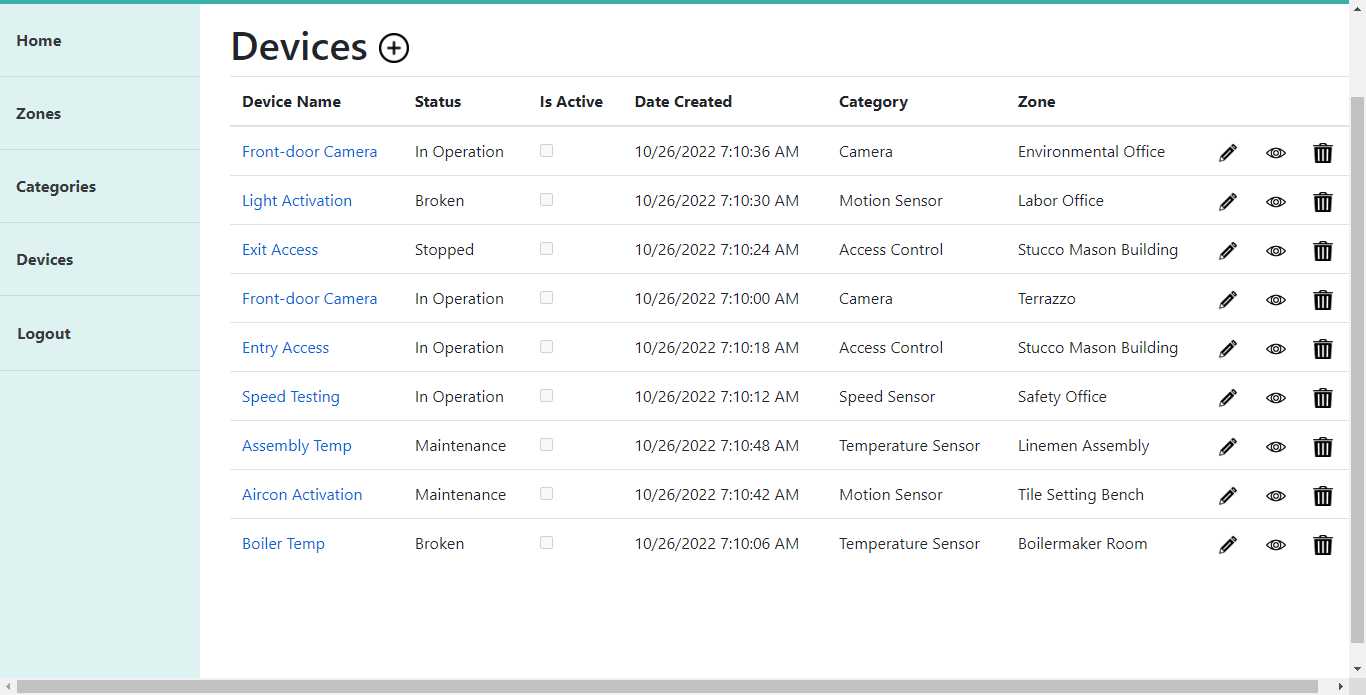 Home
Zones
Categories
Devices
Logout
Devices
Device Name Status Is Active Date Created Category Zone
Front-door Camera In Operation 10/26/2022 7:10:36 AM Camera Environmental Office
Light Activation Broken 10/26/2022 7:10:30 AM Motion Sensor Labor Office
Exit Access Stopped 10/26/2022 7:10:24 AM Access Control Stucco Mason Building
Front-door Camera In Operation 10/26/2022 7:10:00 AM Camera Terrazzo
Entry Access In Operation 10/26/2022 7:10:18 AM Access Control Stucco Mason Building
Speed Testing In Operation 10/26/2022 7:10:12 AM Speed Sensor Safety Office
Assembly Temp Maintenance 10/26/2022 7:10:48 AM Temperature Sensor Linemen Assembly
Aircon Activation Maintenance 10/26/2022 7:10:42 AM Motion Sensor Tile Setting Bench
Boiler Temp Broken 10/26/2022 7:10:06 AM Temperature Sensor Boilermaker Room